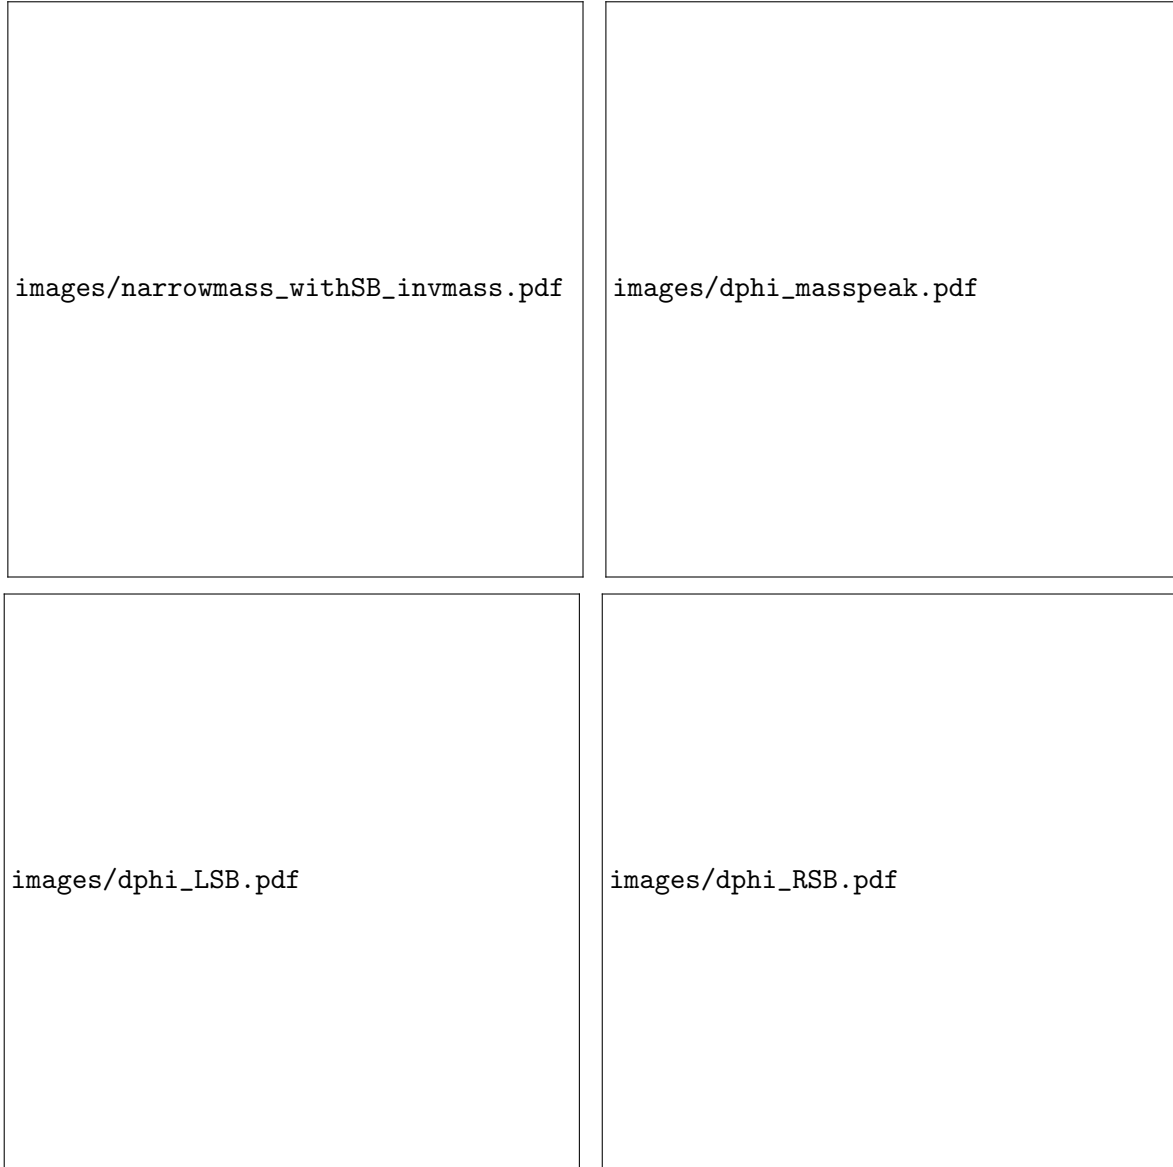 images/narrowmass_withSB_invmass.pdf
images/dphi_masspeak.pdf
images/dphi_LSB.pdf
images/dphi_RSB.pdf